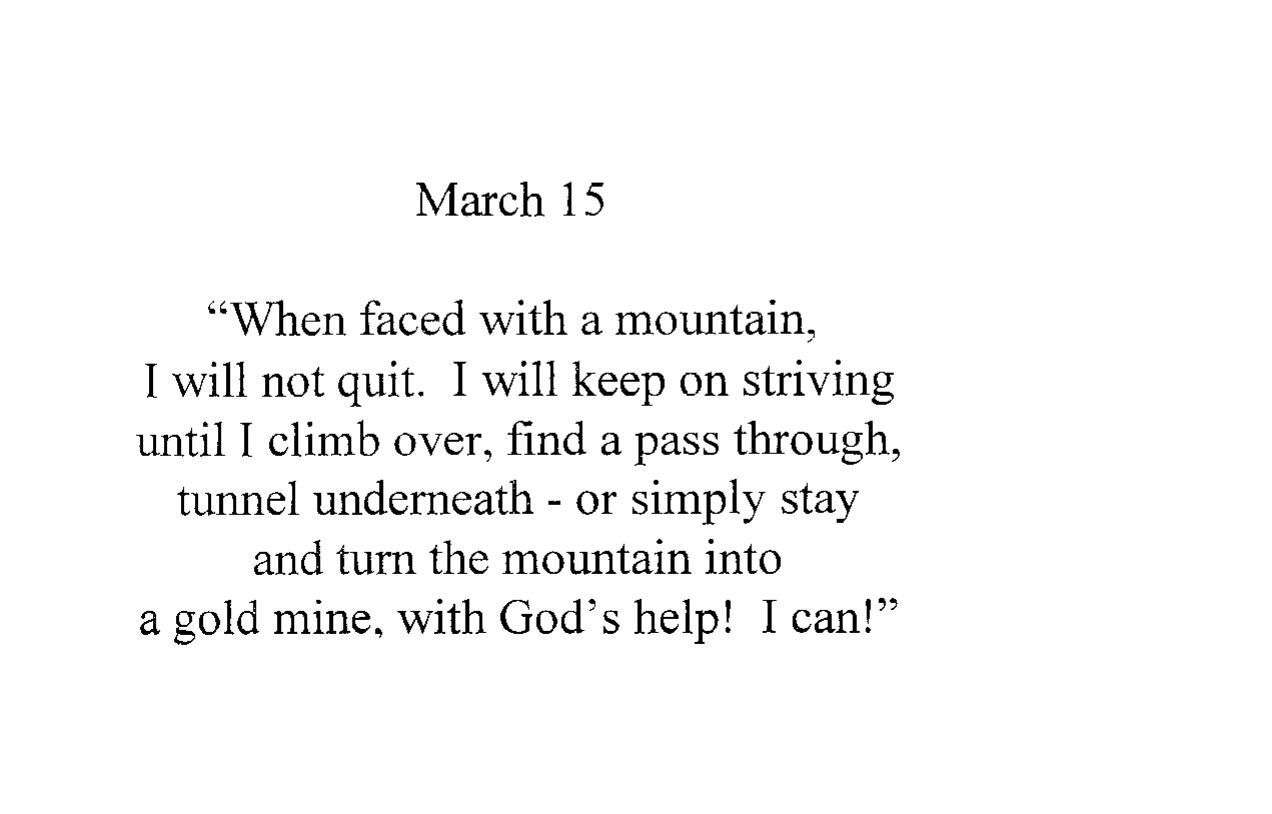 March 15
“When faced with a mountain,
I will not quit.  I will keep on striving
until I climb over, find a pass through,
tunnel underneath - or simply stay
and turn the mountain into
a gold mine, with God’s help!  I can!”